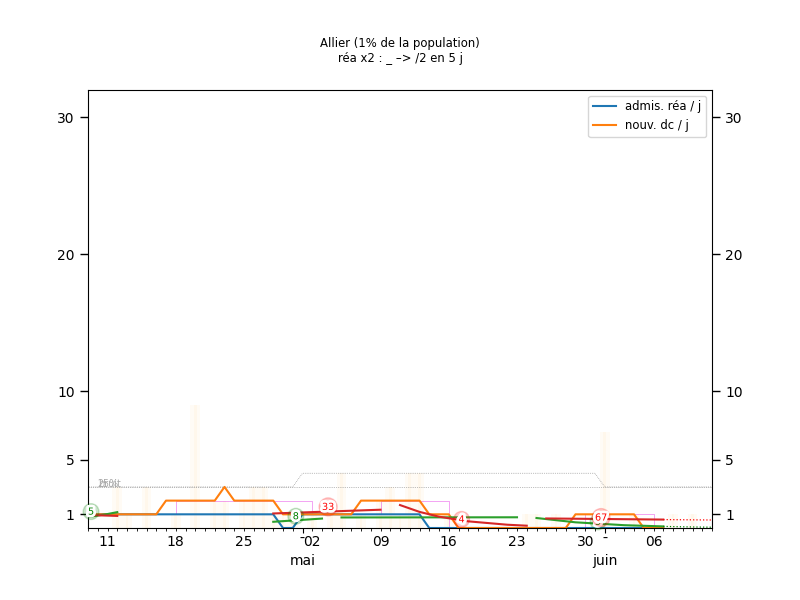 Allier (1% de la population)
réa x2 : _ –> /2 en 5 j
admis. réa / j
nouv. dc / j
30 30
20 20
10 10
5 5
1 1
5
8
33
4
67
11 18 25 02 09 16 23 30 06
mai juin